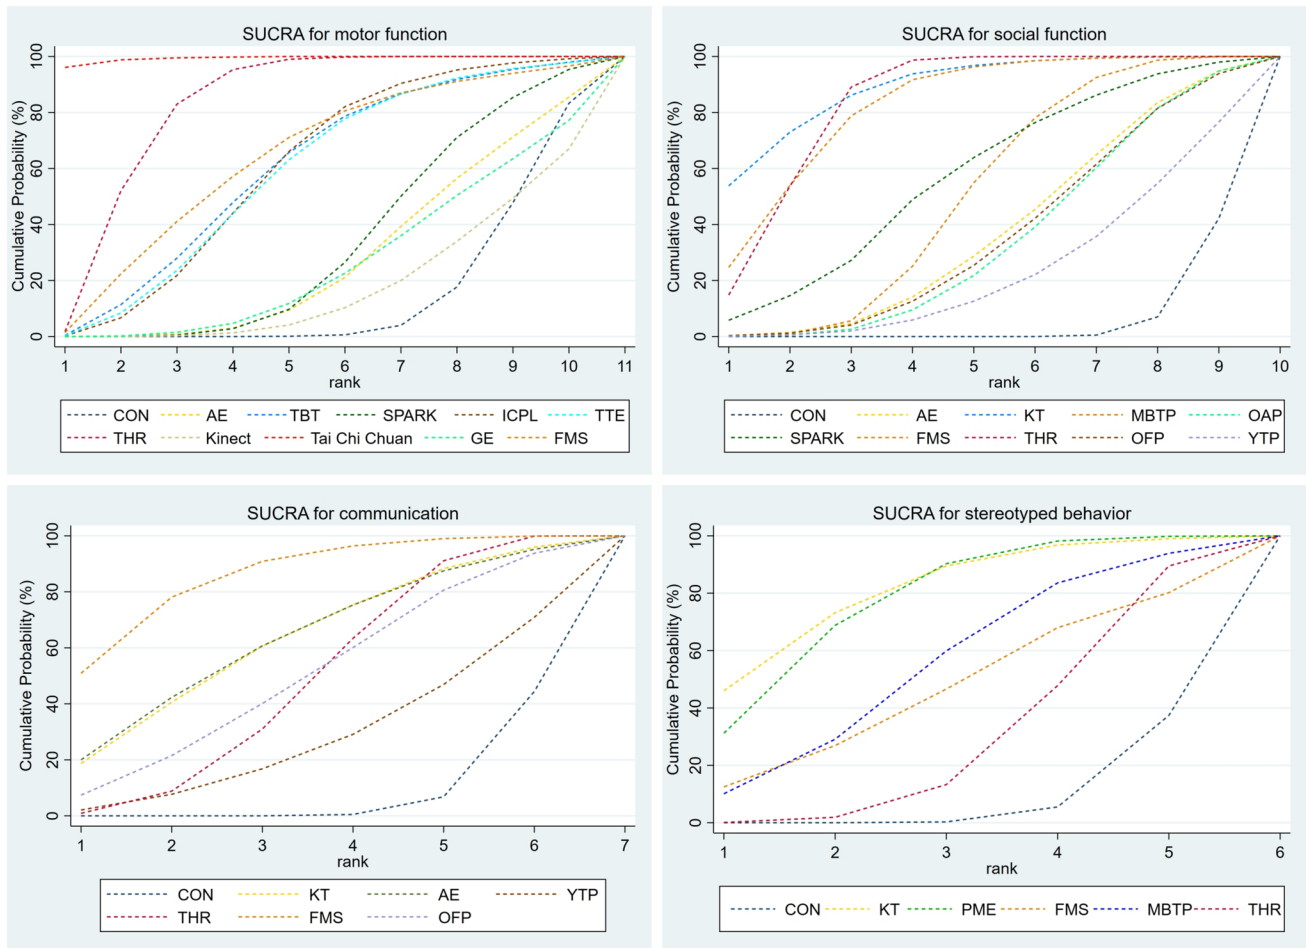 SUCRA for motor function
Cumulative Probability (%)
100
80
60
40
20
0
1 2 3 4 5 6 7 8 9 10 11
rank
CON AE TBT SPARK ICPL TTE
THR Kinect Tai Chi Chuan GE FMS
SUCRA for social function
Cumulative Probability (%)
100
80
60
40
20
0
1 2 3 4 5 6 7 8 9 10
rank
CON AE KT MBTP OAP
SPARK FMS THR OFP YTP
SUCRA for communication
Cumulative Probability (%)
100
80
60
40
20
0
1 2 3 4 5 6 7
rank
CON KT AE YTP
THR FMS OFP
SUCRA for stereotyped behavior
Cumulative Probability (%)
100
80
60
40
20
0
1 2 3 4 5 6
rank
CON KT PME FMS MBTP THR